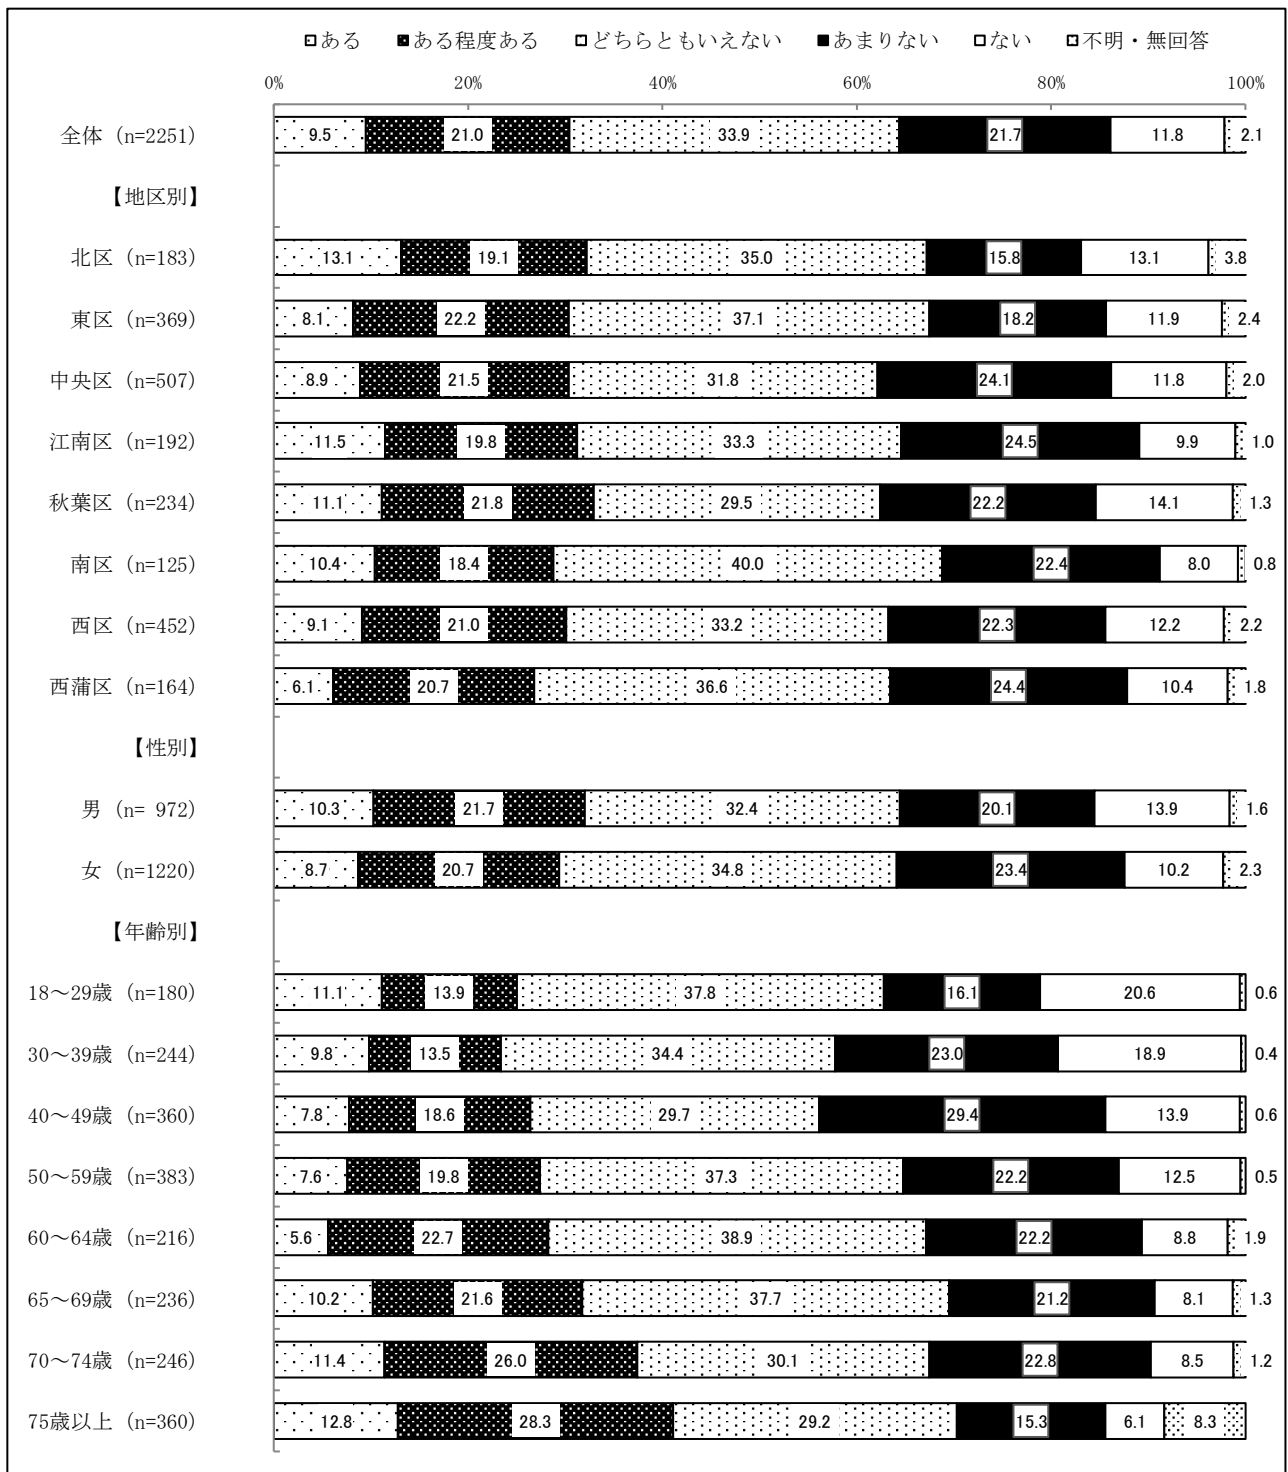 ある ある程度ある どちらともいえない あまりない ない 不明・無回答
0% 20% 40% 60% 80% 100%
全体 (n=2251) 9.5 21.0 33.9 21.7 11.8 2.1
【地区別】
北区 (n=183) 13.1 19.1 35.0 15.8 13.1 3.8
東区 (n=369) 8.1 22.2 37.1 18.2 11.9 2.4
中央区 (n=507) 8.9 21.5 31.8 24.1 11.8 2.0
江南区 (n=192) 11.5 19.8 33.3 24.5 9.9 1.0
秋葉区 (n=234) 11.1 21.8 29.5 22.2 14.1 1.3
南区 (n=125) 10.4 18.4 40.0 22.4 8.0 0.8
西区 (n=452) 9.1 21.0 33.2 22.3 12.2 2.2
西蒲区 (n=164) 6.1 20.7 36.6 24.4 10.4 1.8
【性別】
男 (n= 972) 10.3 21.7 32.4 20.1 13.9 1.6
女 (n=1220) 8.7 20.7 34.8 23.4 10.2 2.3
【年齢別】
18～29歳 (n=180) 11.1 13.9 37.8 16.1 20.6 0.6
30～39歳 (n=244) 9.8 13.5 34.4 23.0 18.9 0.4
40～49歳 (n=360) 7.8 18.6 29.7 29.4 13.9 0.6
50～59歳 (n=383) 7.6 19.8 37.3 22.2 12.5 0.5
60～64歳 (n=216) 5.6 22.7 38.9 22.2 8.8 1.9
65～69歳 (n=236) 10.2 21.6 37.7 21.2 8.1 1.3
70～74歳 (n=246) 11.4 26.0 30.1 22.8 8.5 1.2
75歳以上 (n=360) 12.8 28.3 29.2 15.3 6.1 8.3